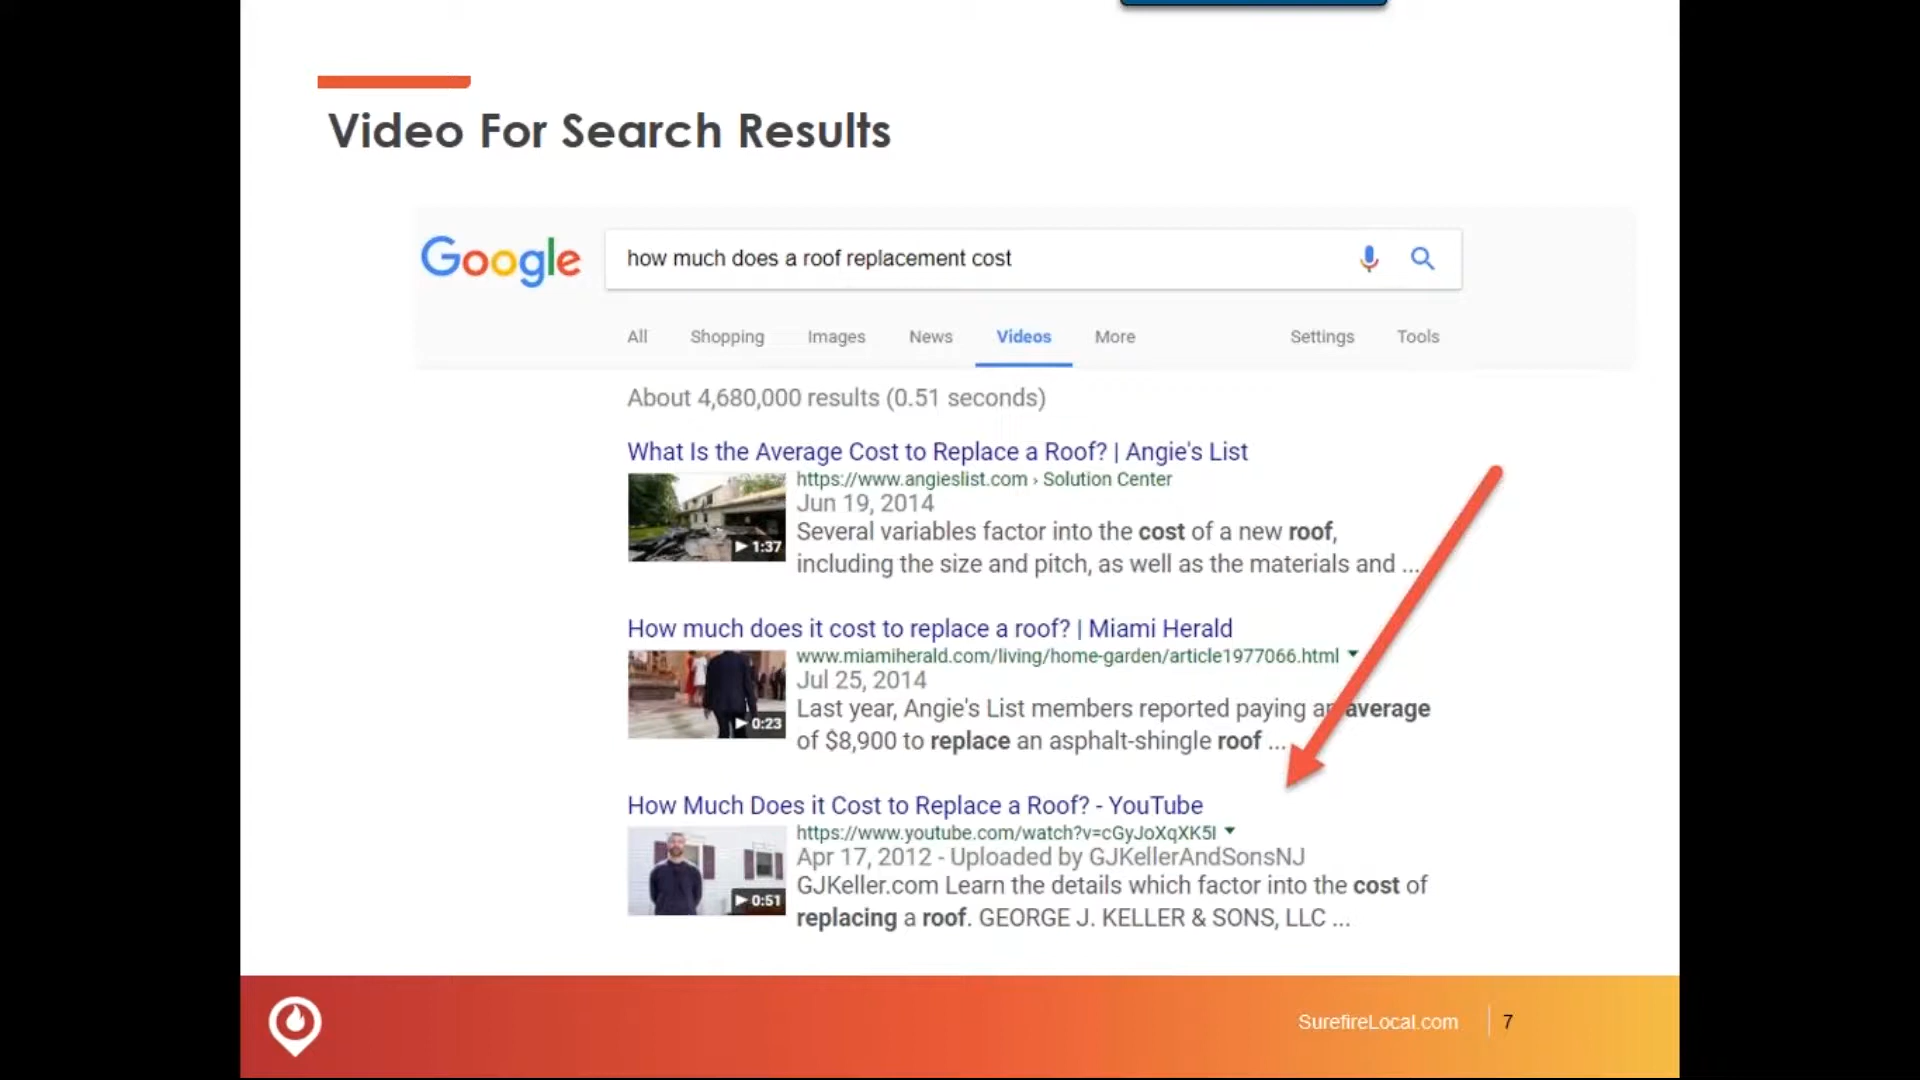 Video For Search Results
Google
how much does a roof replacement cost
All Shopping Images News Videos More Settings Tools
About 4,680,000 results (0.51 seconds)
What Is the Average Cost to Replace a Roof? | Angie's List
https://www.angieslist.com › Solution Center
Jun 19, 2014
Several variables factor into the cost of a new roof,
1:37
including the size and pitch, as well as the materials and ...
How much does it cost to replace a roof? | Miami Herald
www.miamiherald.com/living/home-garden/article1977066.html
Jul 25, 2014
Last year, Angie's List members reported paying an average
0:23
of $8,900 to replace an asphalt-shingle roof ...
How Much Does it Cost to Replace a Roof? - YouTube
https://www.youtube.com/watch?v=cGyJoXqXK5I
Apr 17, 2012 - Uploaded by GJKellerAndSonsNJ
GJKeller.com Learn the details which factor into the cost of
0:51
replacing a roof. GEORGE J. KELLER & SONS, LLC ...
SurefireLocal.com 7